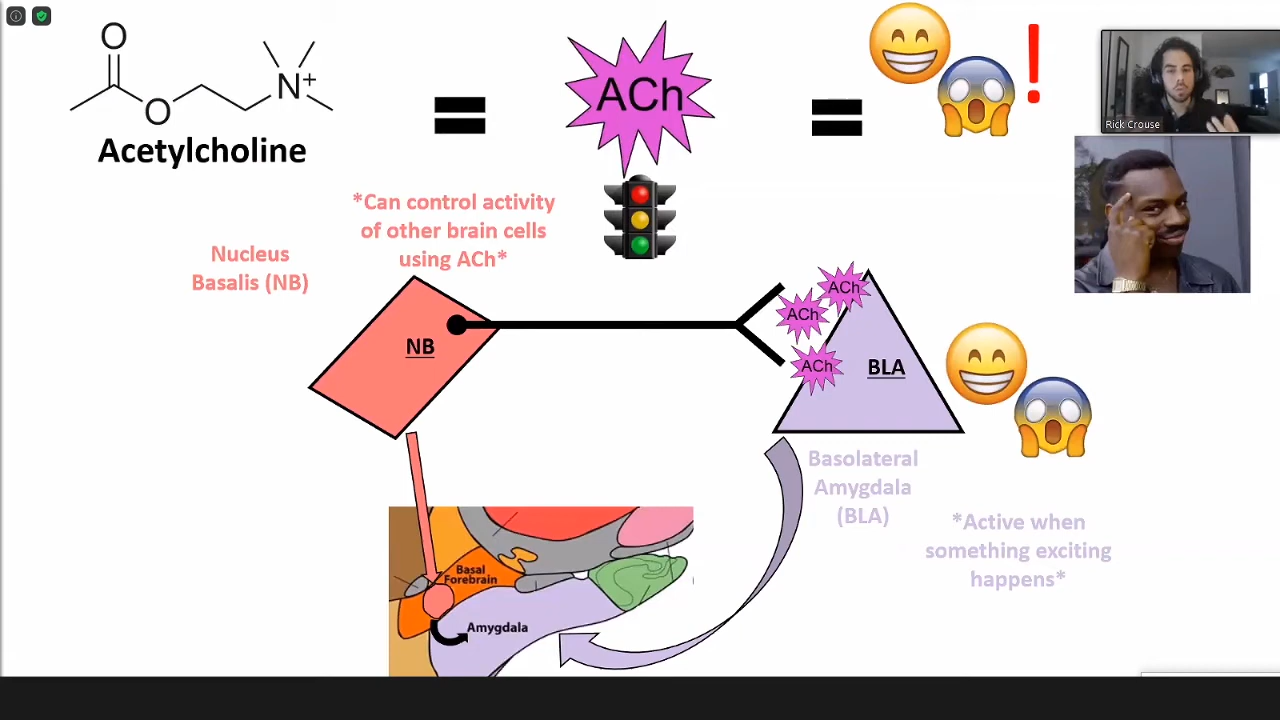 O
O
N+
Acetylcholine
ACh
Rick Crouse
*Can control activity
of other brain cells
using ACh*
Nucleus
Basalis (NB)
NB
ACh
ACh
ACh
BLA
Basolateral
Amygdala
(BLA)
*Active when
something exciting
happens*
Basal
Forebrain
Amygdala